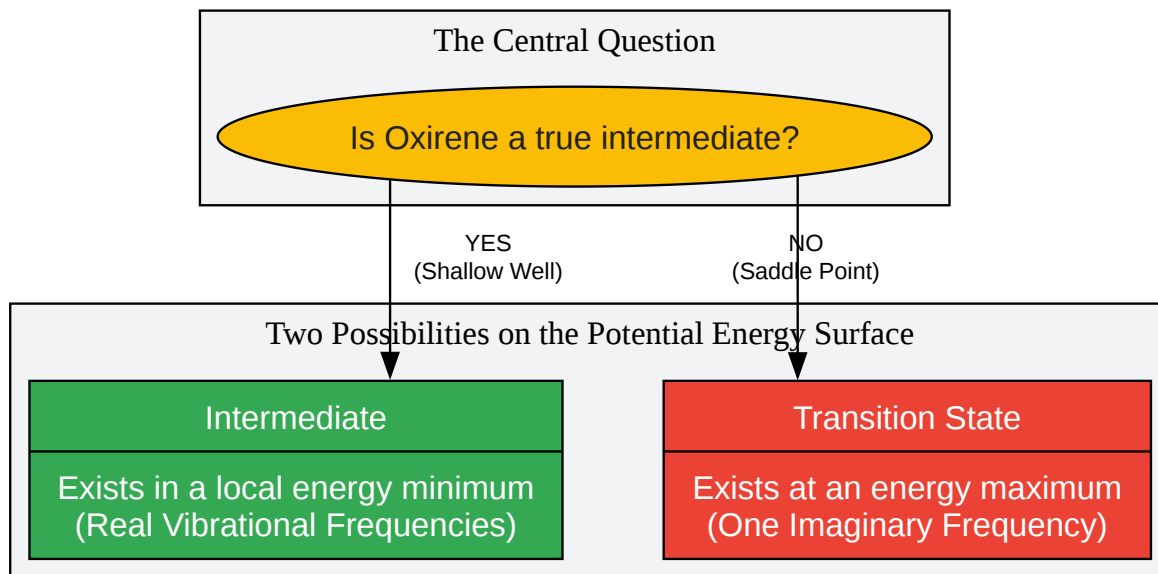 The Central Question
Is Oxirene a true intermediate?
YES
(Shallow Well)
NO
(Saddle Point)
Two Possibilities on the Potential Energy Surface
Intermediate
Exists in a local energy minimum
(Real Vibrational Frequencies)
Transition State
Exists at an energy maximum
(One Imaginary Frequency)